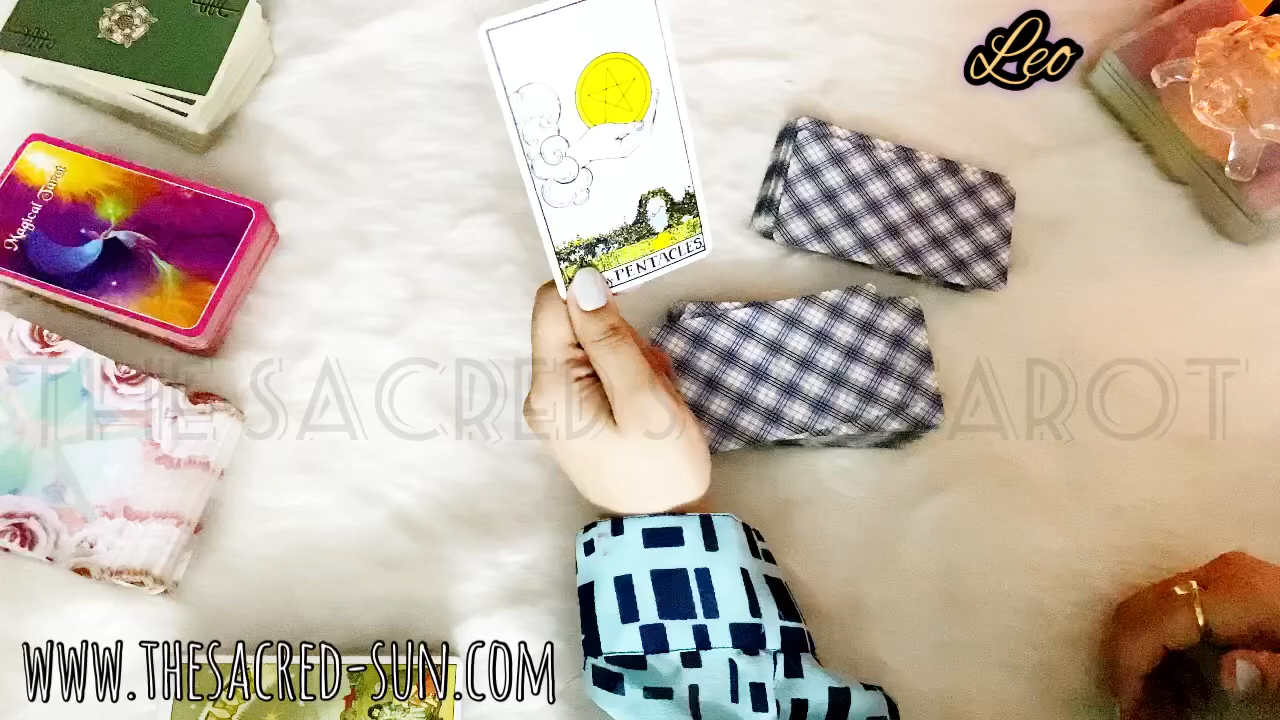 Leo
PENTACLES
Magical Tarot
THE SACRED SUN TAROT
www.thesacred-sun.com